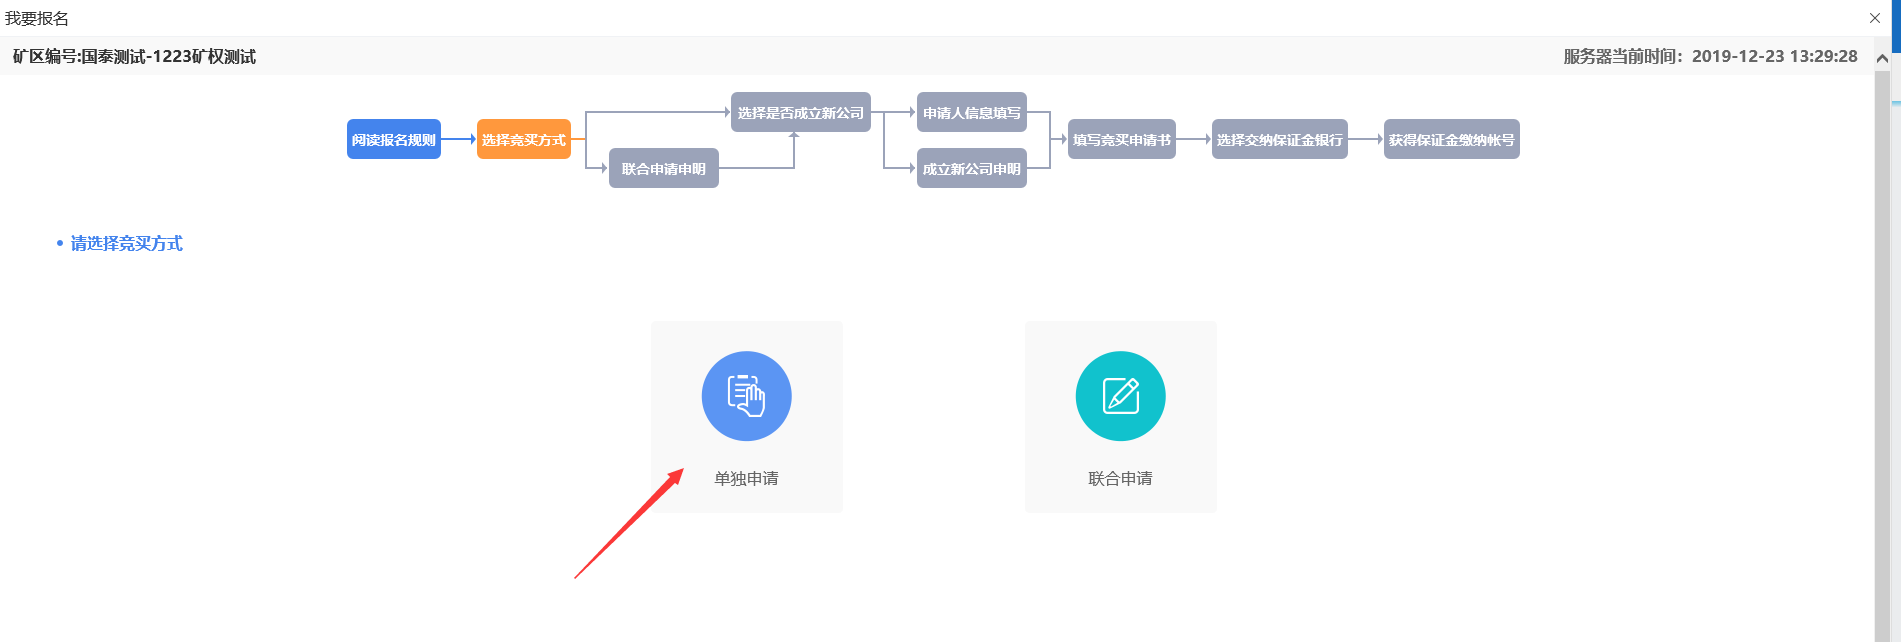 我要报名
矿区编号:国泰测试-1223矿权测试
服务器当前时间：2019-12-23 13:29:28
阅读报名规则
选择竞买方式
选择是否成立新公司
联合申请申明
申请人信息填写
成立新公司申明
填写竞买申请书
选择交纳保证金银行
获得保证金缴纳帐号
请选择竞买方式
单独申请
联合申请